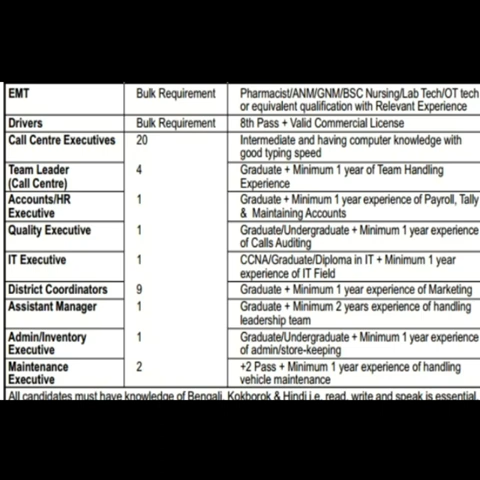 EMT Bulk Requirement Pharmacist/ANM/GNM/BSC Nursing/Lab Tech/OT tech
or equivalent qualification with Relevant Experience
Drivers Bulk Requirement 8th Pass + Valid Commercial License
Call Centre Executives 20 Intermediate and having computer knowledge with
good typing speed
Team Leader 4 Graduate + Minimum 1 year of Team Handling
(Call Centre) Experience
Accounts/HR 1 Graduate + Minimum 1 year experience of Payroll, Tally
Executive & Maintaining Accounts
Quality Executive 1 Graduate/Undergraduate + Minimum 1 year experience
of Calls Auditing
IT Executive 1 CCNA/Graduate/Diploma in IT + Minimum 1 year
experience of IT Field
District Coordinators 9 Graduate + Minimum 1 year experience of Marketing
Assistant Manager 1 Graduate + Minimum 2 years experience of handling
leadership team
Admin/Inventory 1 Graduate/Undergraduate + Minimum 1 year experience
Executive of admin/store-keeping
Maintenance 2 +2 Pass + Minimum 1 year experience of handling
Executive vehicle maintenance
All candidates must have knowledge of Bengali, Kokborok & Hindi i.e. read, write and speak is essential